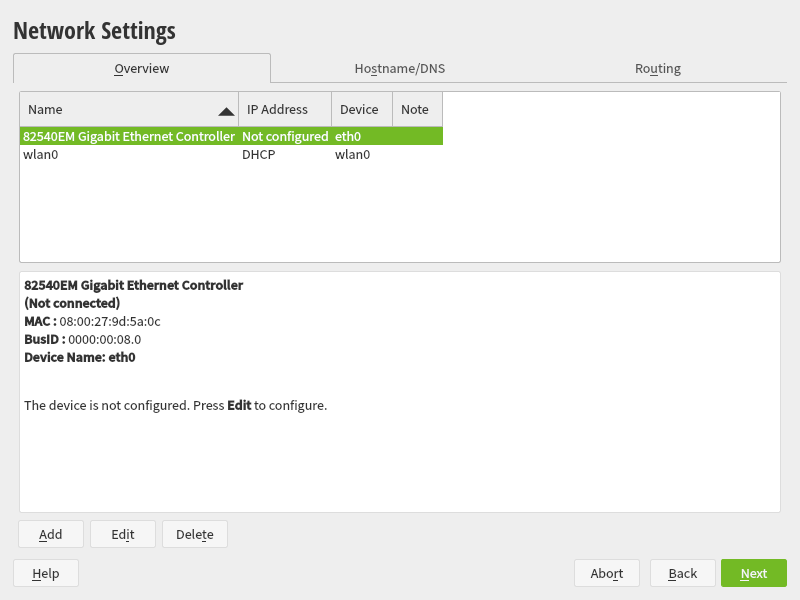 Network Settings
Overview Hostname/DNS Routing
Name IP Address Device Note
82540EM Gigabit Ethernet Controller Not configured eth0
wlan0 DHCP wlan0
82540EM Gigabit Ethernet Controller
(Not connected)
MAC : 08:00:27:9d:5a:0c
BusID : 0000:00:08.0
Device Name: eth0
The device is not configured. Press Edit to configure.
Add Edit Delete
Help Abort Back Next